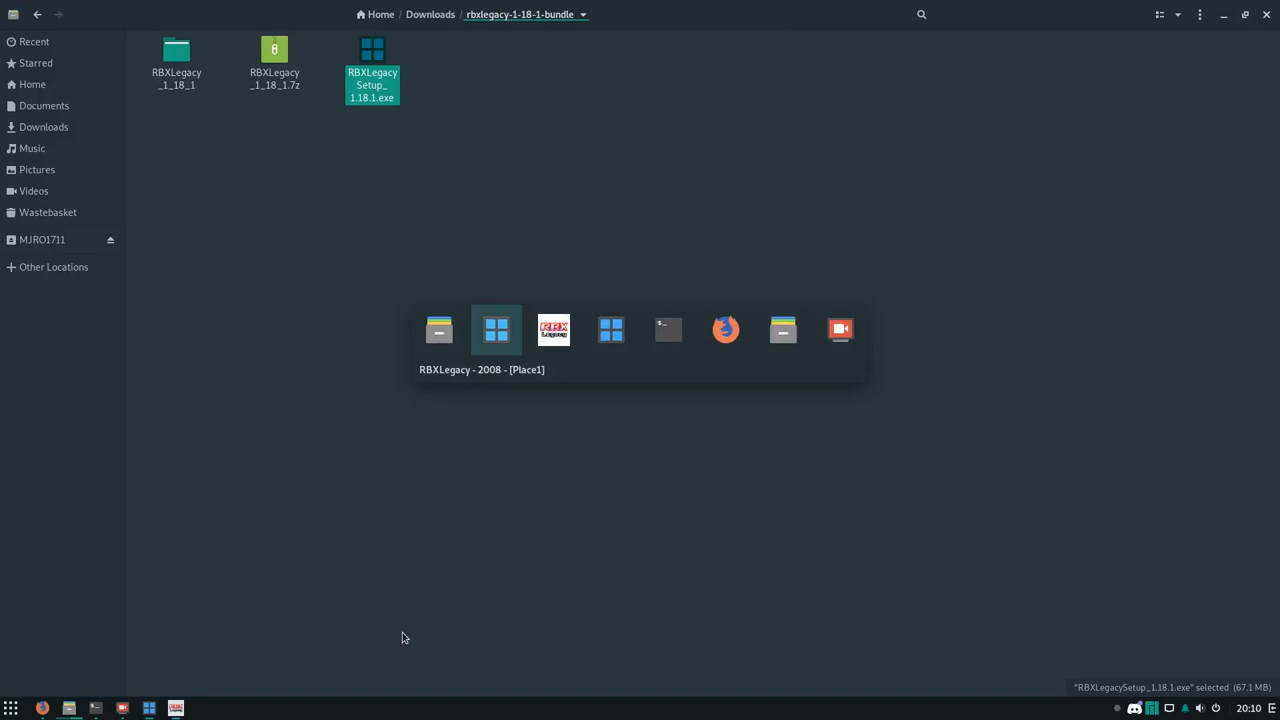 Home / Downloads / rbxlegacy-1-18-1-bundle
Recent
Starred
Home
Documents
Downloads
Music
Pictures
Videos
Wastebasket
MJRO1711
Other Locations
RBXLegacy
_1_18_1
RBXLegacy
_1_18_1.7z
RBXLegacy
Setup_
1.18.1.exe
$_
RBX
Legacy
RBXLegacy - 2008 - [Place1]
"RBXLegacySetup_1.18.1.exe" selected (67.1 MB)
20:10